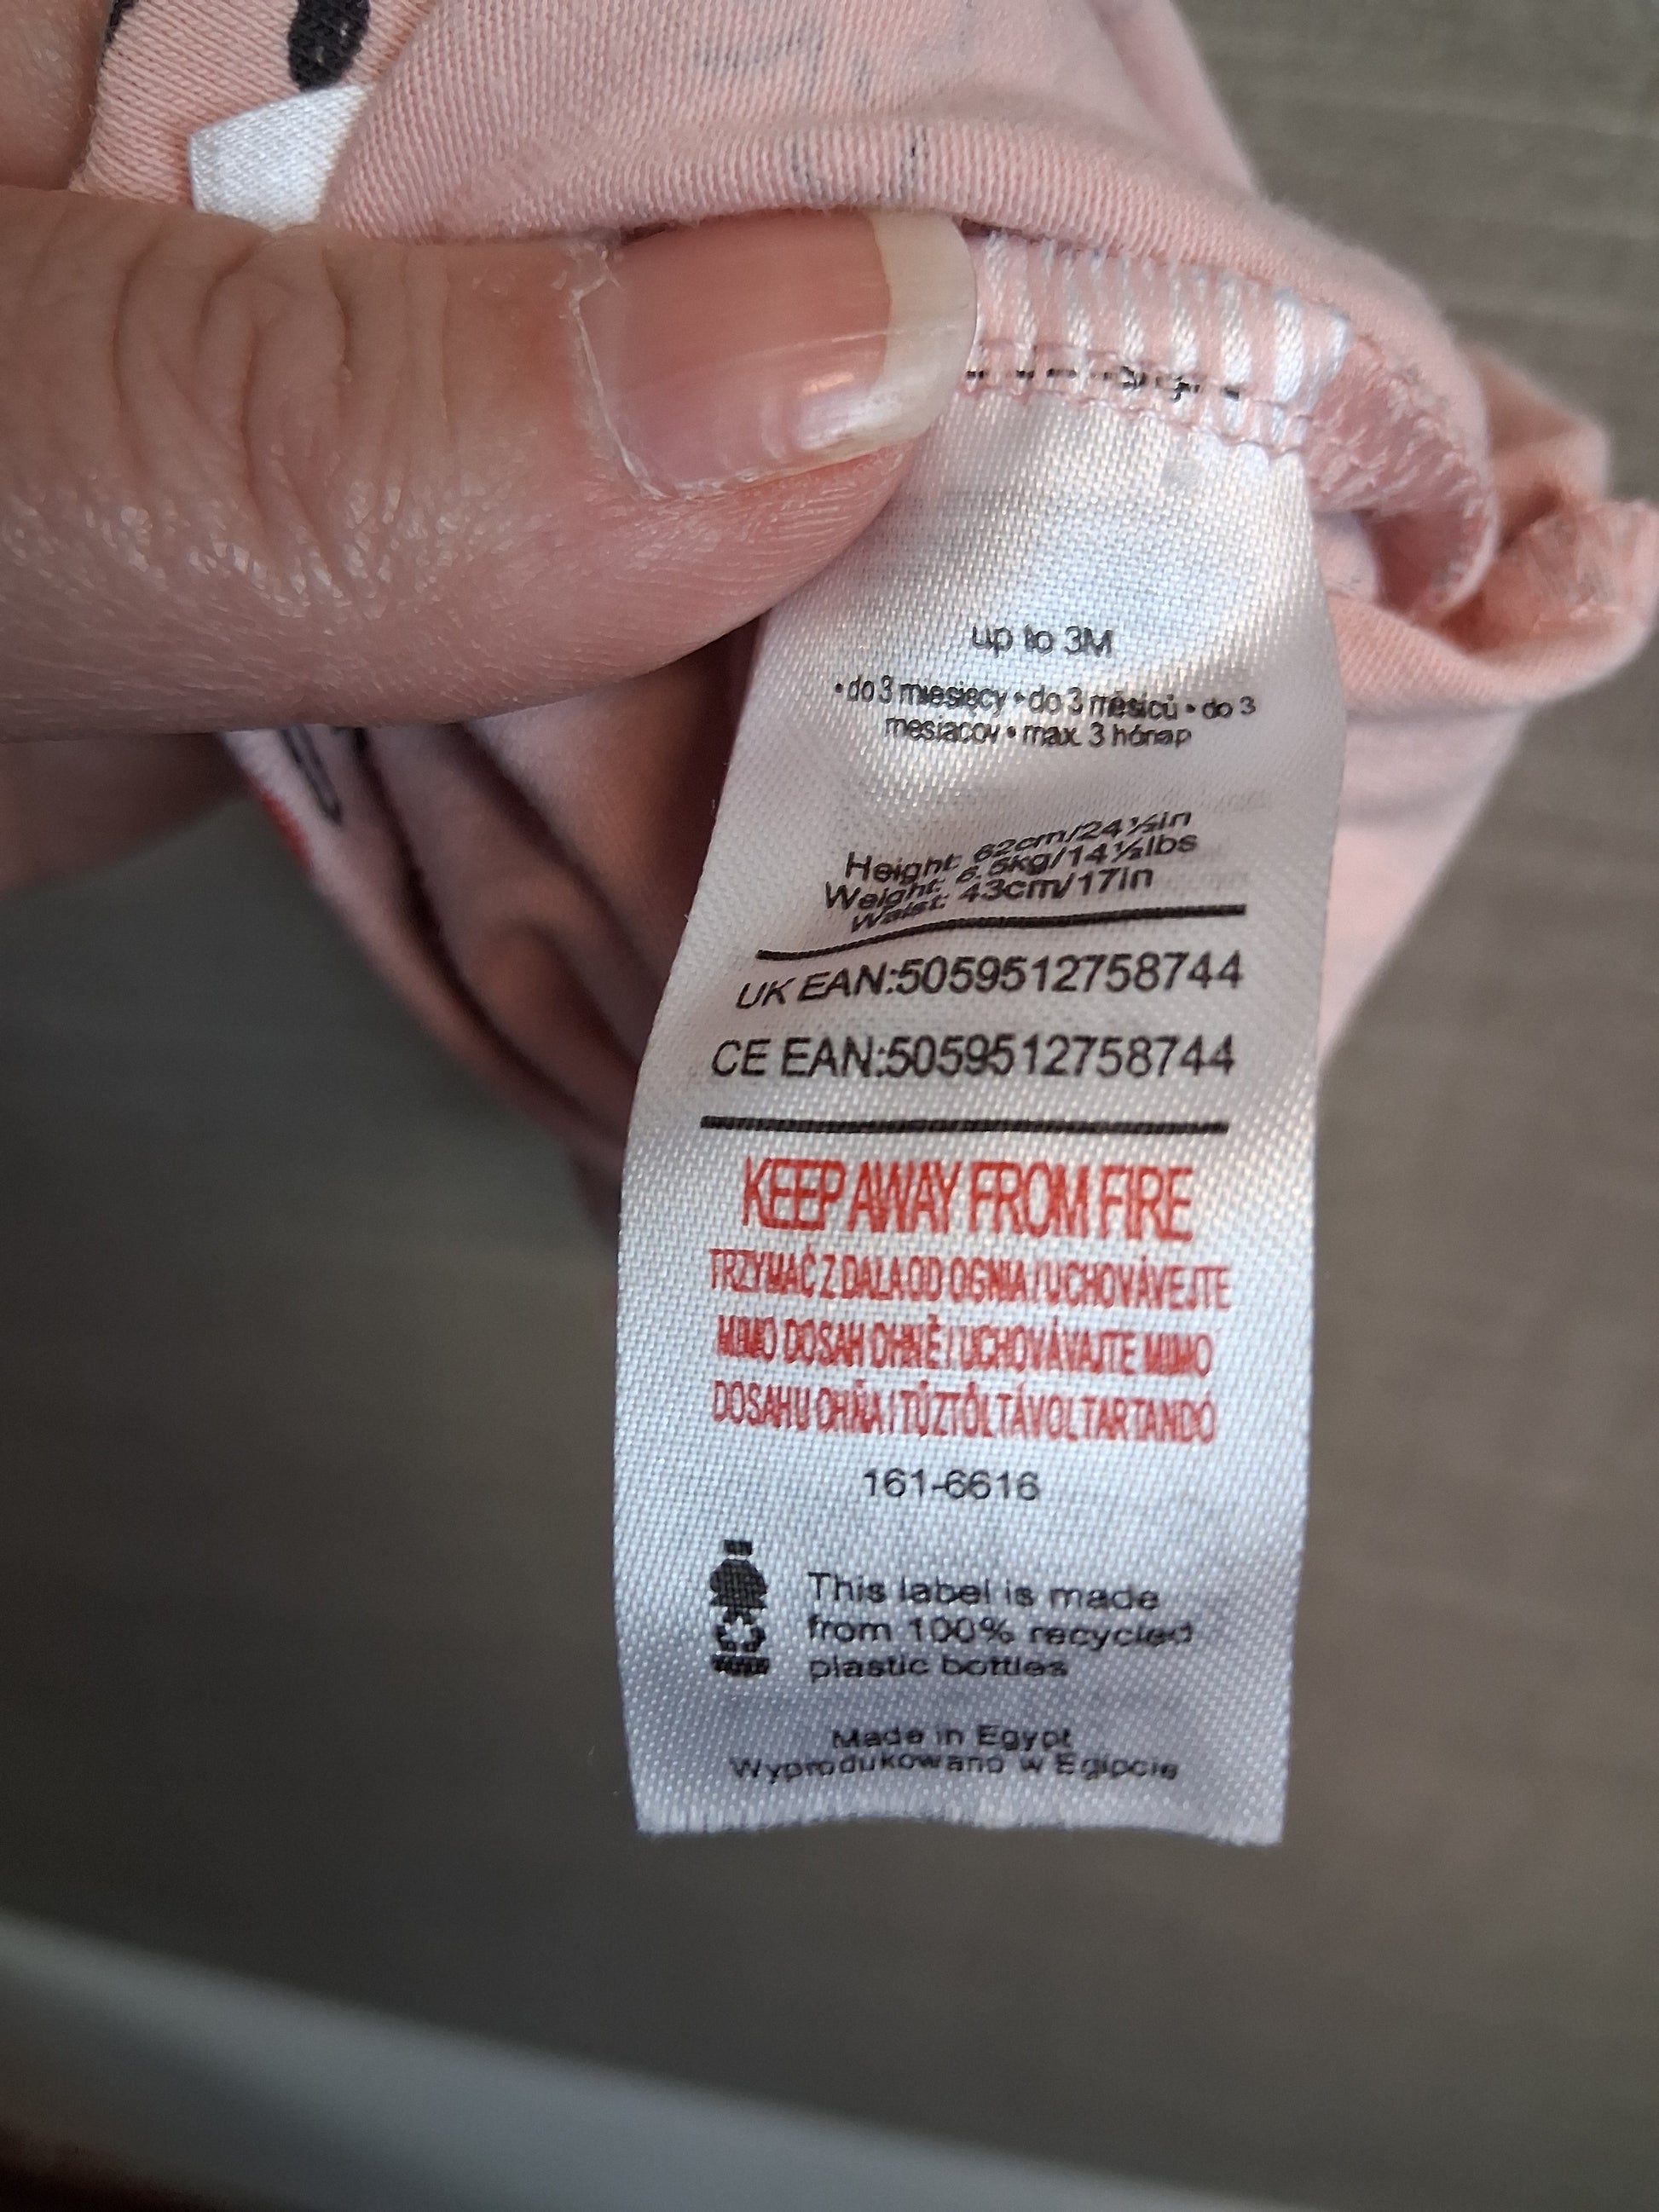 up to 3M
• do 3 miesięcy • do 3 měsíců • do 3
mesiacov • max. 3 hónap
Height: 62cm/24½in
Weight: 6.5kg/14½lbs
Waist: 43cm/17in
UK EAN:5059512758744
CE EAN:5059512758744
KEEP AWAY FROM FIRE
TRZYMAĆ Z DALA OD OGNIA / UCHOVÁVEJTE
MIMO DOSAH OHNĚ / UCHOVÁVAJTE MIMO
DOSAHU OHŇA / TŰZTŐL TÁVOL TARTANDÓ
161-6616
This label is made
from 100% recycled
plastic bottles
Made in Egypt
Wyprodukowano w Egipcie